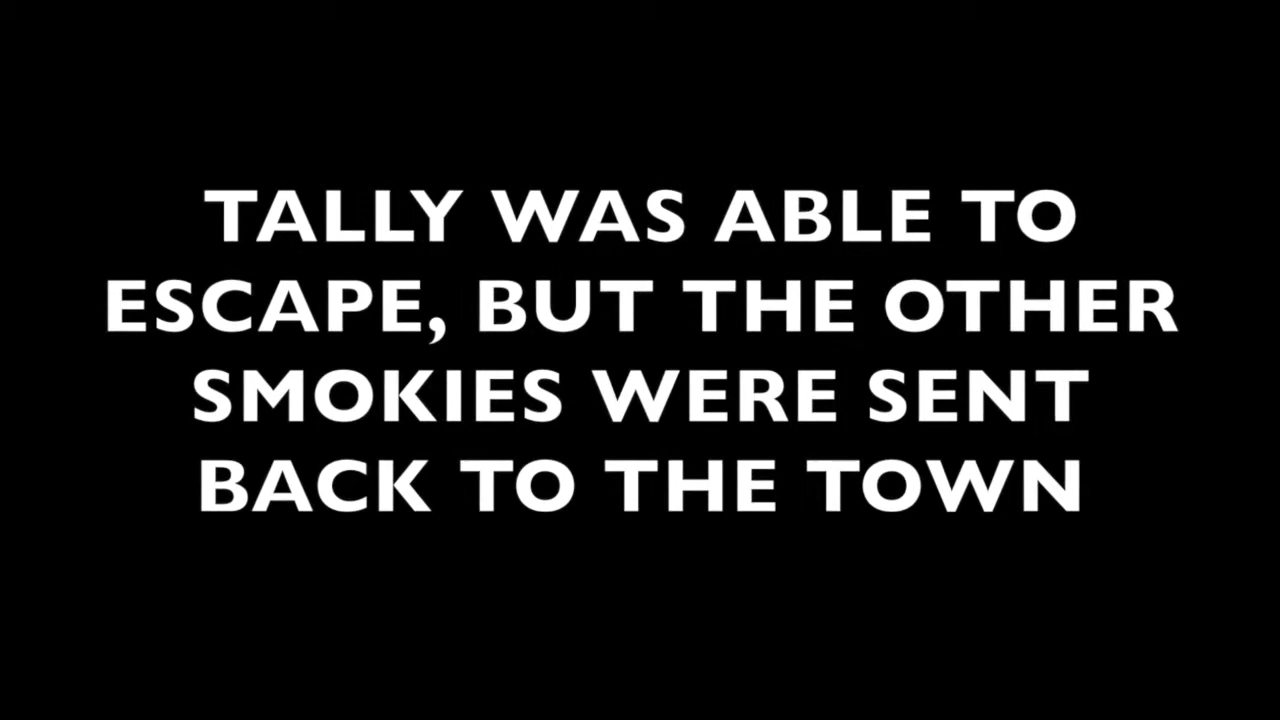 TALLY WAS ABLE TO
ESCAPE, BUT THE OTHER
SMOKIES WERE SENT
BACK TO THE TOWN